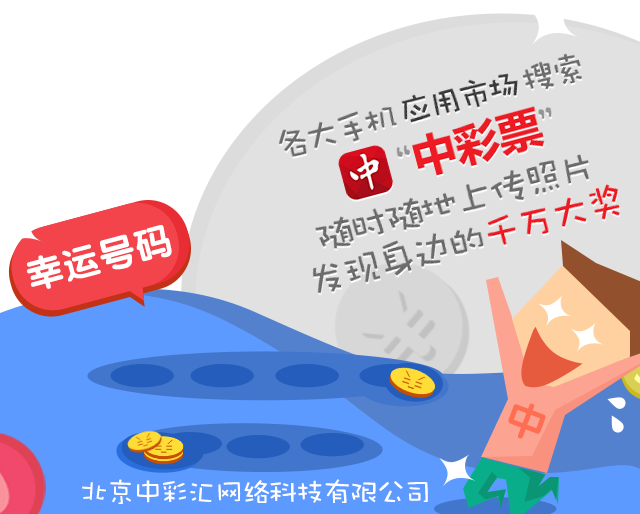 各大手机应用市场搜索
中“中彩票”
随时随地上传照片
发现身边的千万大奖
幸运号码
中
北京中彩汇网络科技有限公司